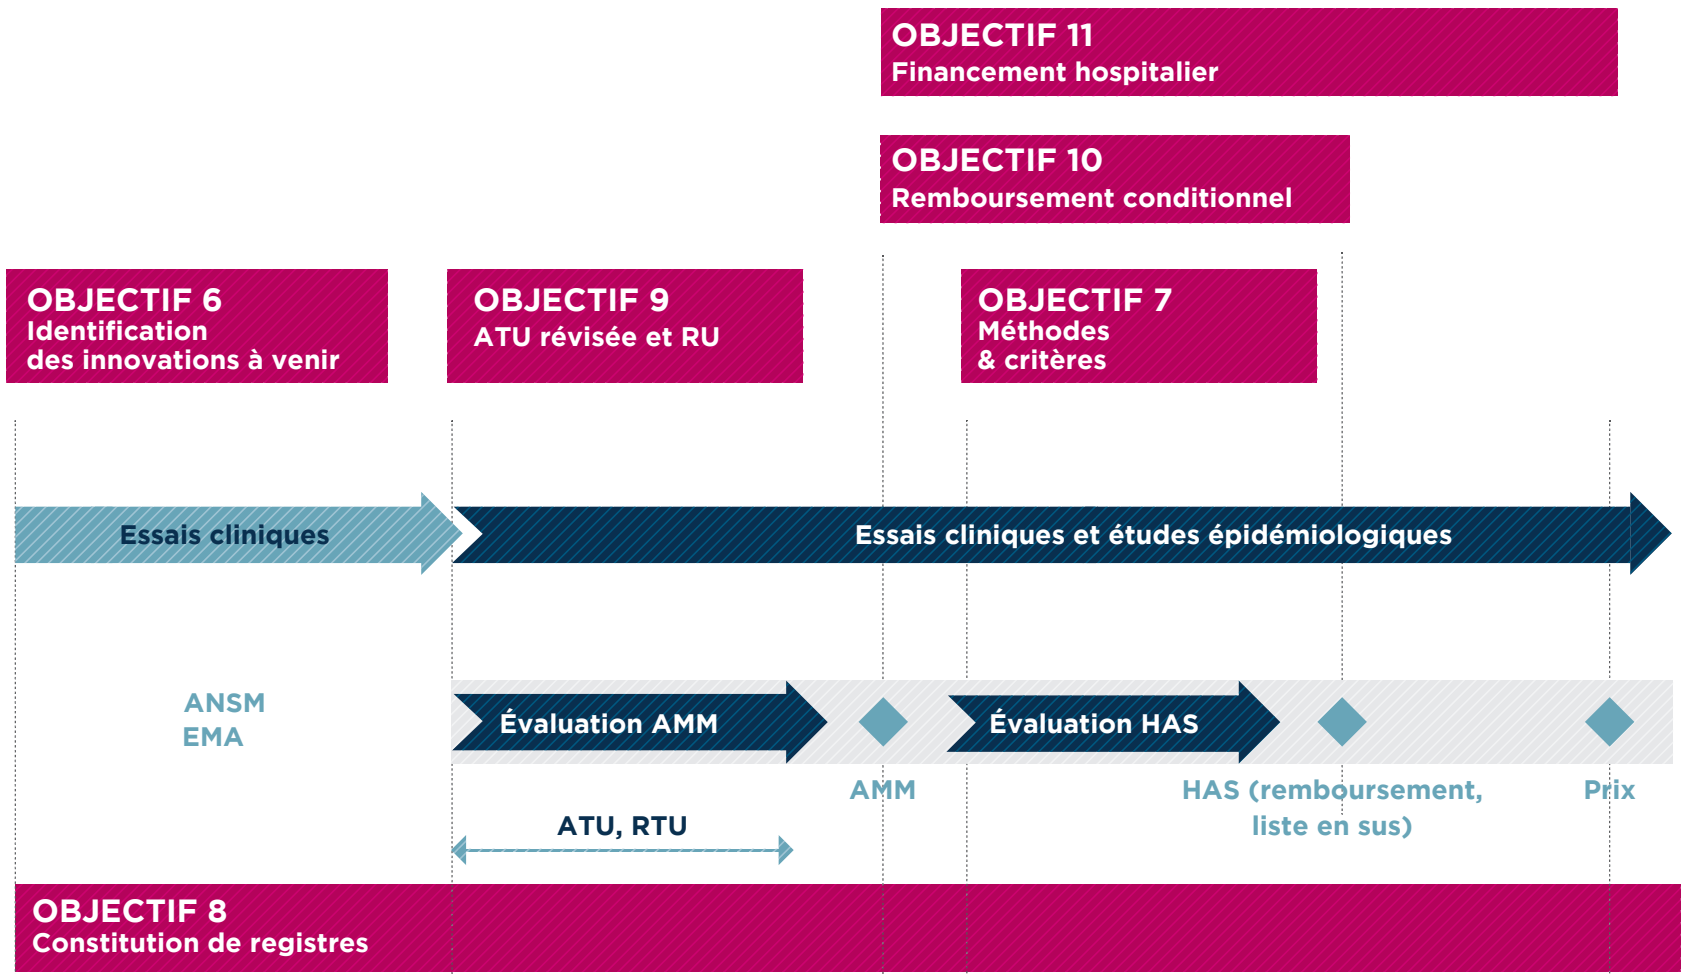 OBJECTIF 11
Financement hospitalier
OBJECTIF 10
Remboursement conditionnel
OBJECTIF 6
Identification
des innovations à venir
OBJECTIF 9
ATU révisée et RU
OBJECTIF 7
Méthodes
& critères
Essais cliniques
Essais cliniques et études épidémiologiques
ANSM
EMA
Évaluation AMM
Évaluation HAS
AMM
HAS (remboursement,
liste en sus)
Prix
ATU, RTU
OBJECTIF 8
Constitution de registres